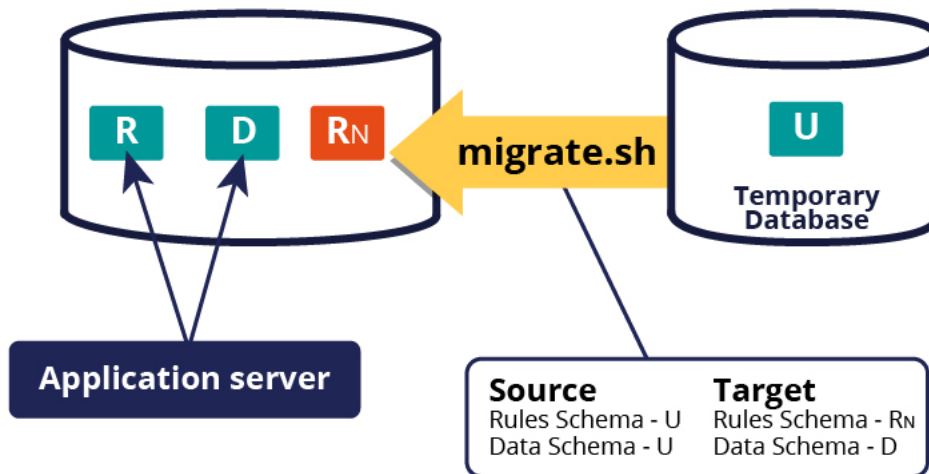 R D RN
migrate.sh
U
Temporary
Database
Application server
Source Target
Rules Schema - U Rules Schema - RN
Data Schema - U Data Schema - D